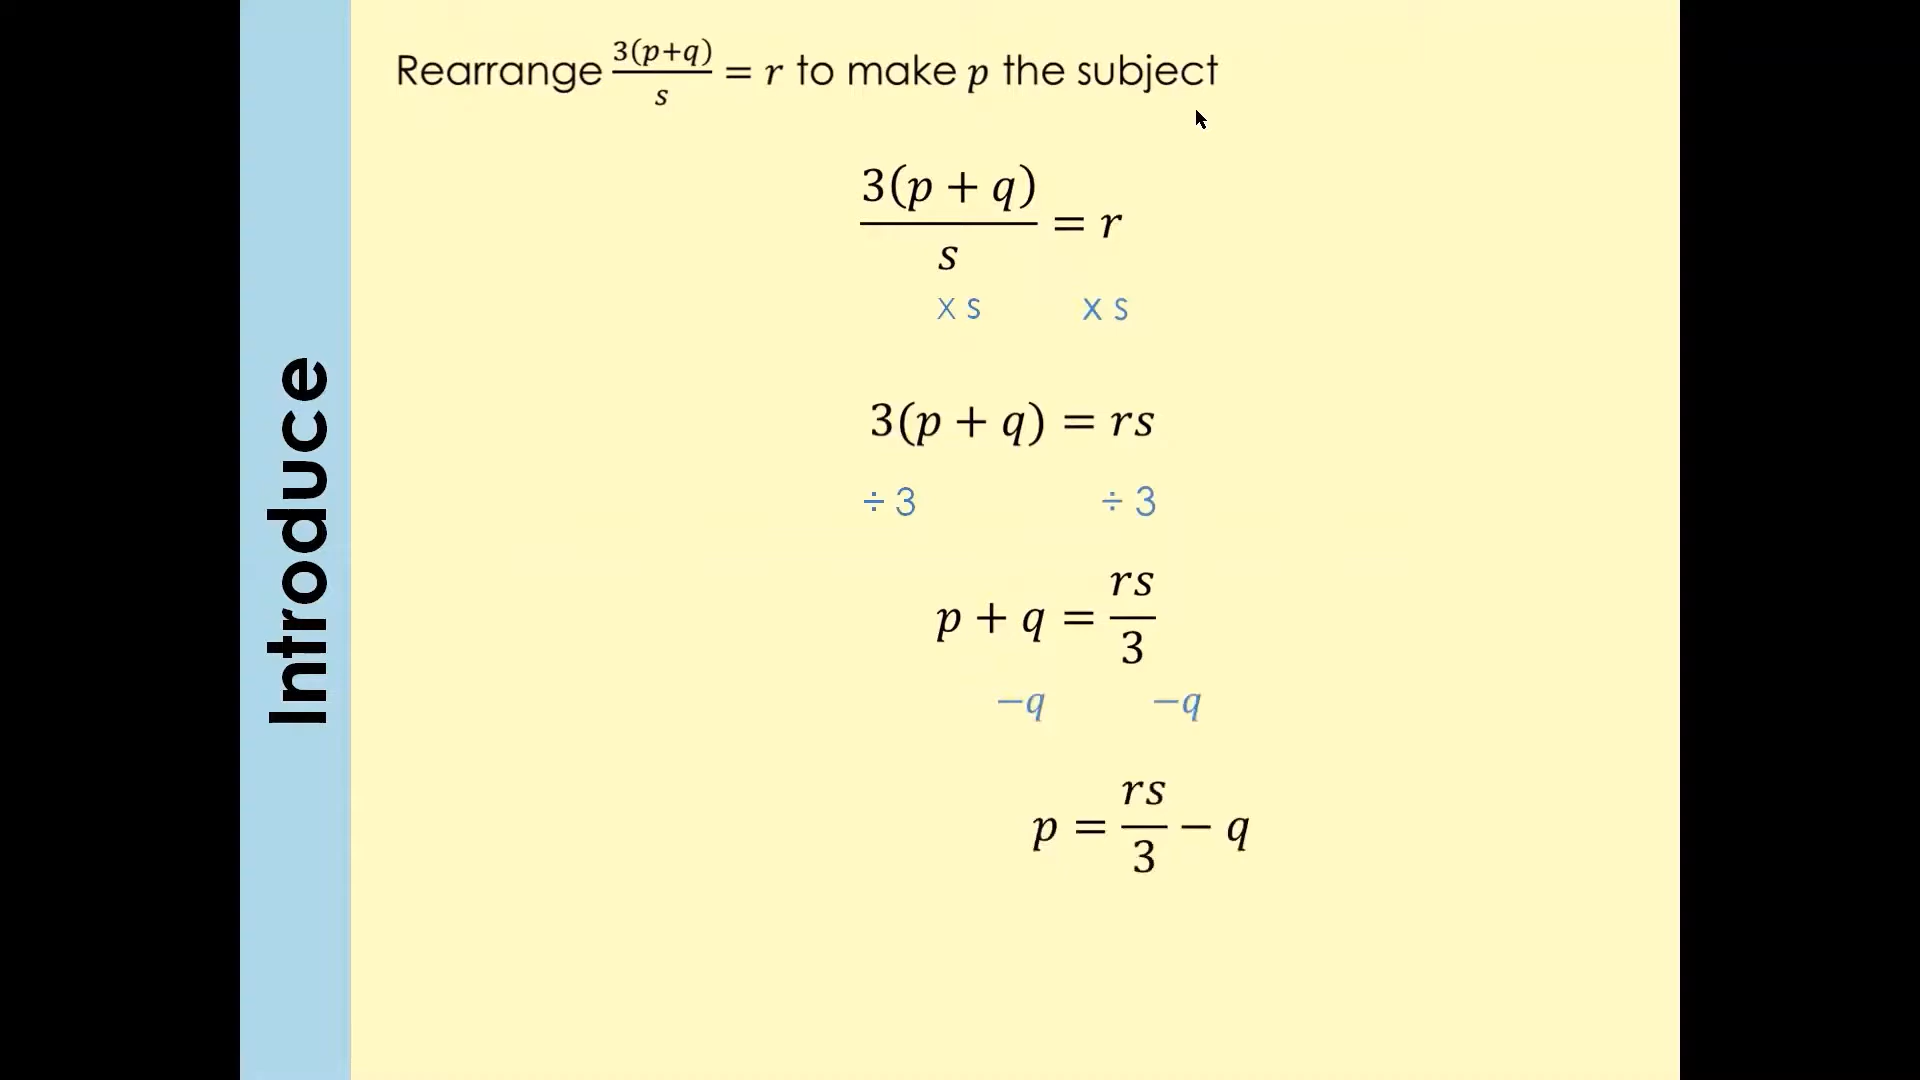 Introduce
Rearrange 3(p+q)/s = r to make p the subject
3(p + q)/s = r
x s x s
3(p + q) = rs
÷ 3 ÷ 3
p + q = rs/3
−q −q
p = rs/3 − q